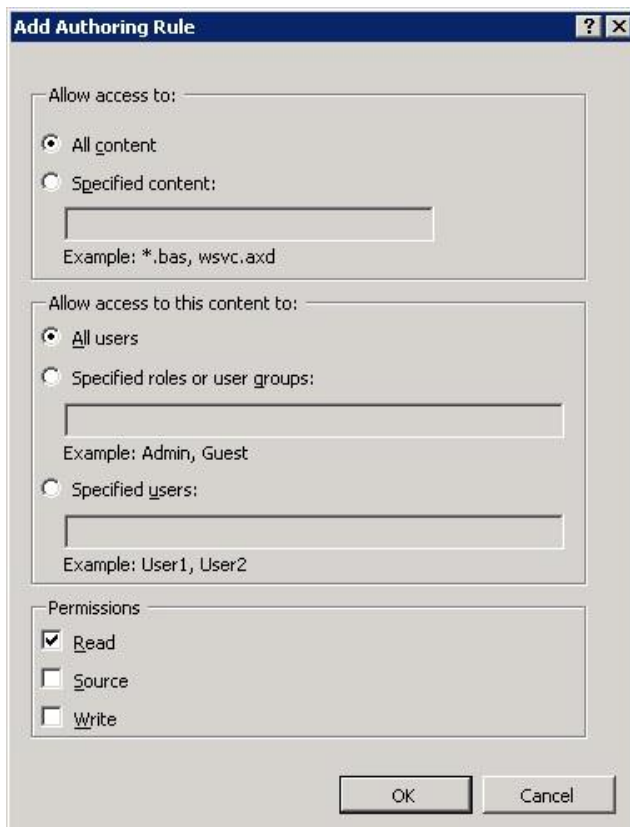 Add Authoring Rule
Allow access to:
All content
Specified content:
Example: *.bas, wsvc.axd
Allow access to this content to:
All users
Specified roles or user groups:
Example: Admin, Guest
Specified users:
Example: User1, User2
Permissions
Read
Source
Write
OK Cancel